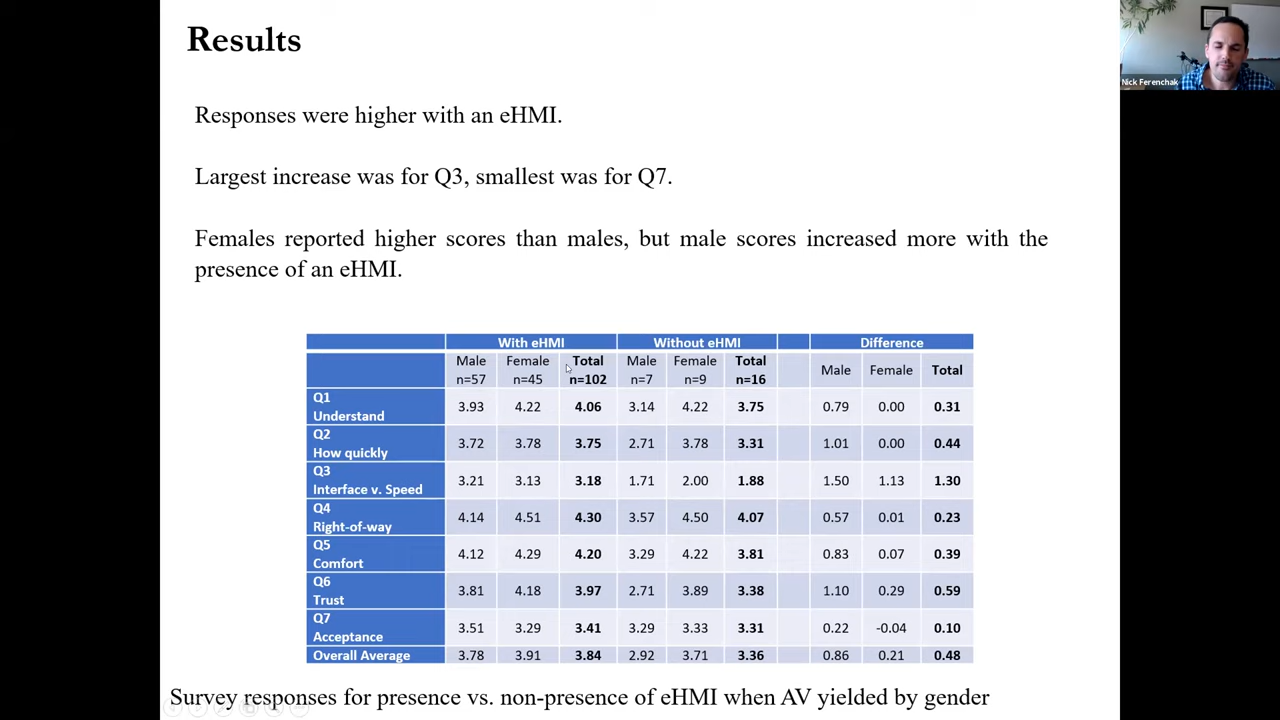 Results
Nick Ferenchak
Responses were higher with an eHMI.
Largest increase was for Q3, smallest was for Q7.
Females reported higher scores than males, but male scores increased more with the
presence of an eHMI.
With eHMI Without eHMI Difference
Male n=57 Female n=45 Total n=102 Male n=7 Female n=9 Total n=16 Male Female Total
Q1 Understand 3.93 4.22 4.06 3.14 4.22 3.75 0.79 0.00 0.31
Q2 How quickly 3.72 3.78 3.75 2.71 3.78 3.31 1.01 0.00 0.44
Q3 Interface v. Speed 3.21 3.13 3.18 1.71 2.00 1.88 1.50 1.13 1.30
Q4 Right-of-way 4.14 4.51 4.30 3.57 4.50 4.07 0.57 0.01 0.23
Q5 Comfort 4.12 4.29 4.20 3.29 4.22 3.81 0.83 0.07 0.39
Q6 Trust 3.81 4.18 3.97 2.71 3.89 3.38 1.10 0.29 0.59
Q7 Acceptance 3.51 3.29 3.41 3.29 3.33 3.31 0.22 -0.04 0.10
Overall Average 3.78 3.91 3.84 2.92 3.71 3.36 0.86 0.21 0.48
Survey responses for presence vs. non-presence of eHMI when AV yielded by gender